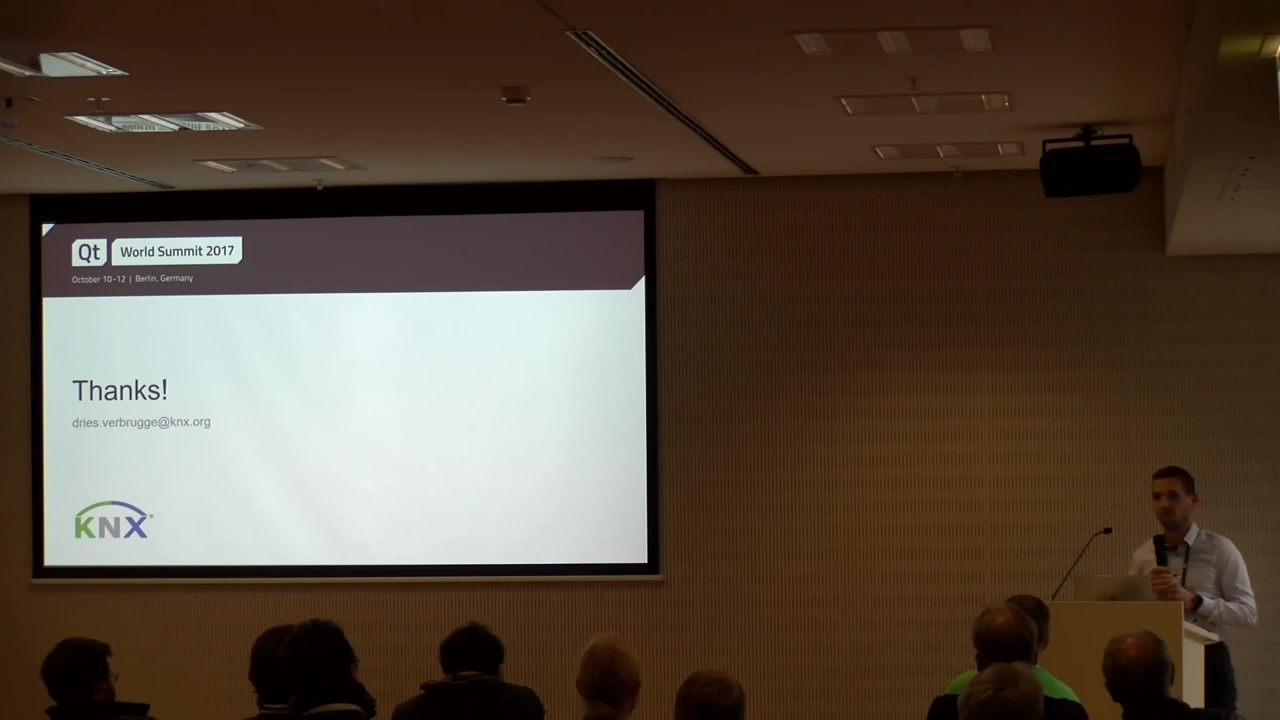 Qt World Summit 2017
October 10-12 | Berlin, Germany
Thanks!
dries.verbrugge@knx.org
KNX